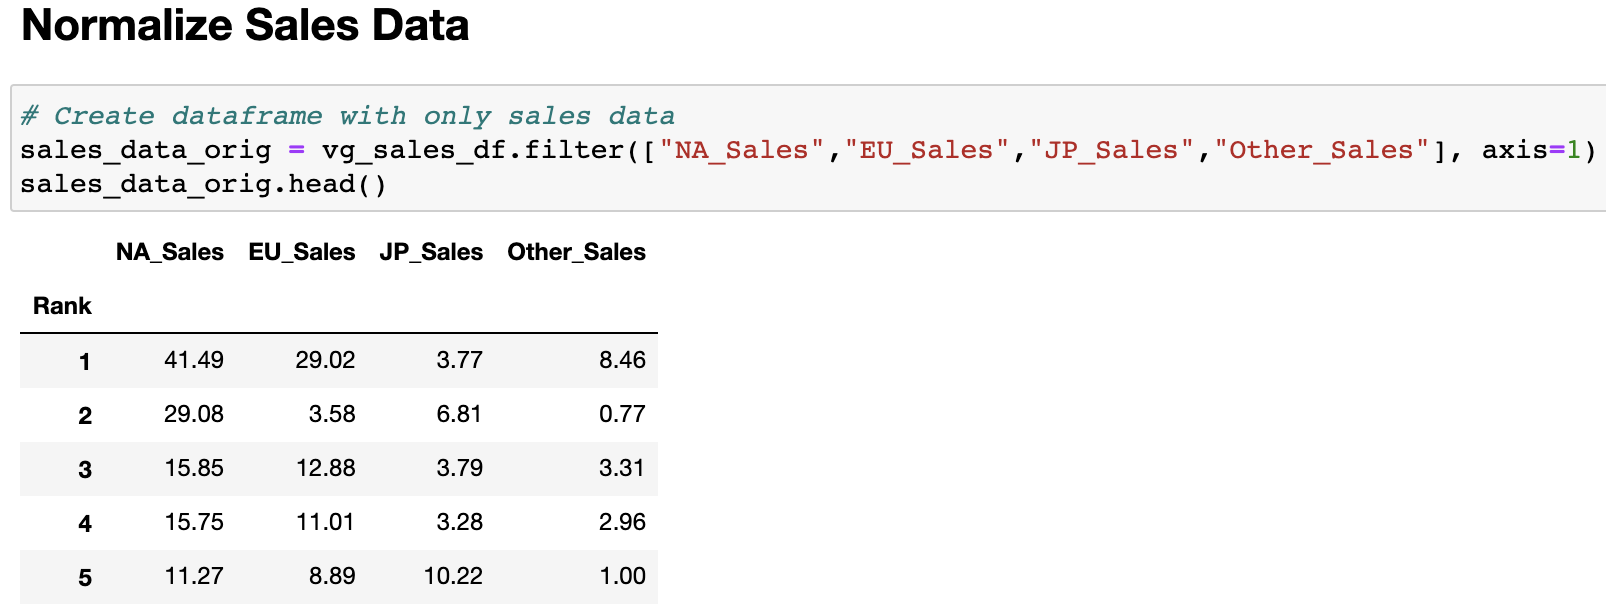 Normalize Sales Data
# Create dataframe with only sales data
sales_data_orig = vg_sales_df.filter(["NA_Sales","EU_Sales","JP_Sales","Other_Sales"], axis=1)
sales_data_orig.head()
NA_Sales EU_Sales JP_Sales Other_Sales
Rank
1 41.49 29.02 3.77 8.46
2 29.08 3.58 6.81 0.77
3 15.85 12.88 3.79 3.31
4 15.75 11.01 3.28 2.96
5 11.27 8.89 10.22 1.00